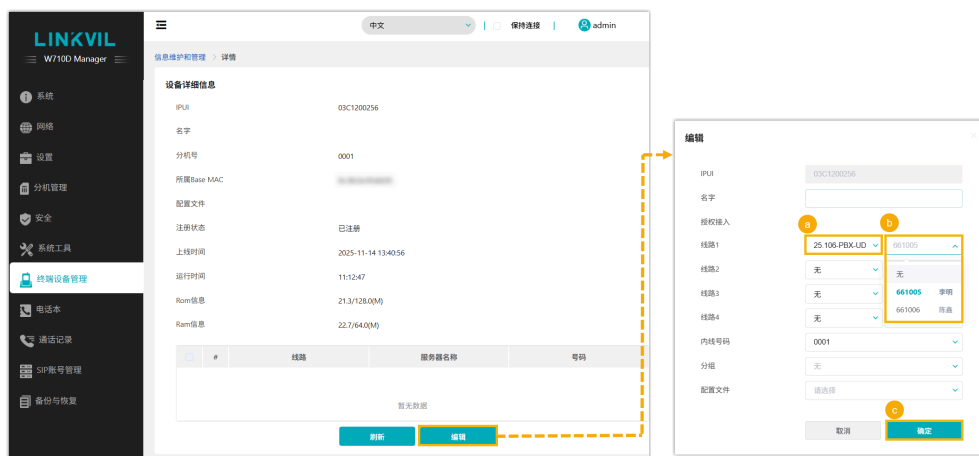 LINKVIL
W710D Manager
系统
网络
设置
分机管理
安全
系统工具
终端设备管理
电话本
通话记录
SIP账号管理
备份与恢复
中文
保持连接
admin
信息维护和管理 > 详情
设备详细信息
IPUI 03C1200256
名字
分机号 0001
所属Base MAC
配置文件
注册状态 已注册
上线时间 2025-11-14 13:40:56
运行时间 11:12:47
Rom信息 21.3/128.0(M)
Ram信息 22.7/64.0(M)
# 线路 服务器名称 号码
暂无数据
刷新 编辑
编辑
IPUI 03C1200256
名字
授权接入
a b
线路1 25.106-PBX-UD 661005
线路2 无 无
线路3 无 661005 李明
线路4 无 661006
内线号码 0001
分组 无
配置文件 请选择
c
取消 确定